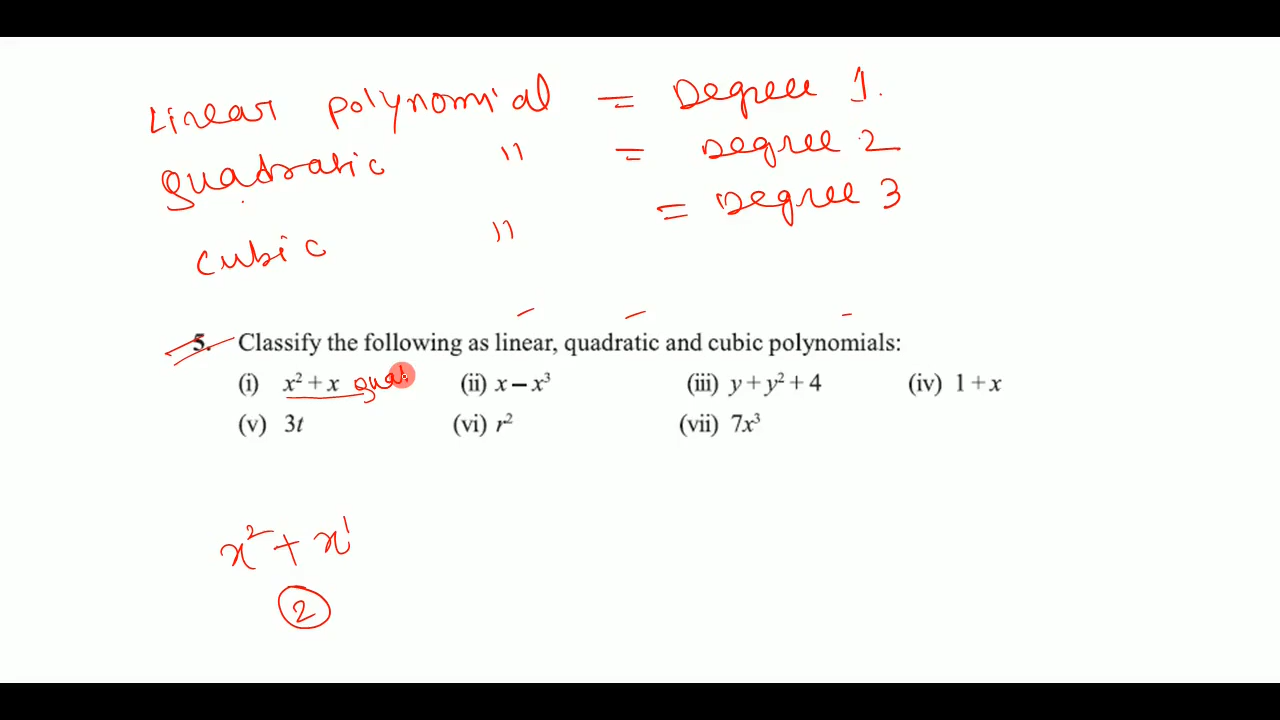 Linear polynomial = Degree 1.
quadratic " = Degree 2
cubic " = Degree 3
5. Classify the following as linear, quadratic and cubic polynomials:
(i) x² + x quad (ii) x – x³ (iii) y + y² + 4 (iv) 1 + x
(v) 3t (vi) r² (vii) 7x³
x² + x¹
2